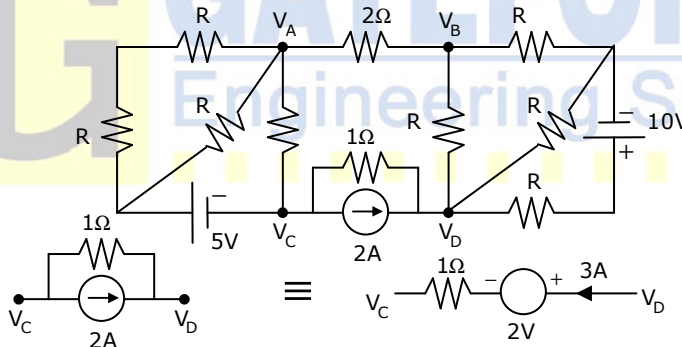 GATEFORUM
Engineering S
R V_A 2Ω V_B R
R R R R − 10V
1Ω +
− R
5V V_C 2A V_D
1Ω
V_C 2A V_D
≡
1Ω − + 3A
V_C 2V V_D